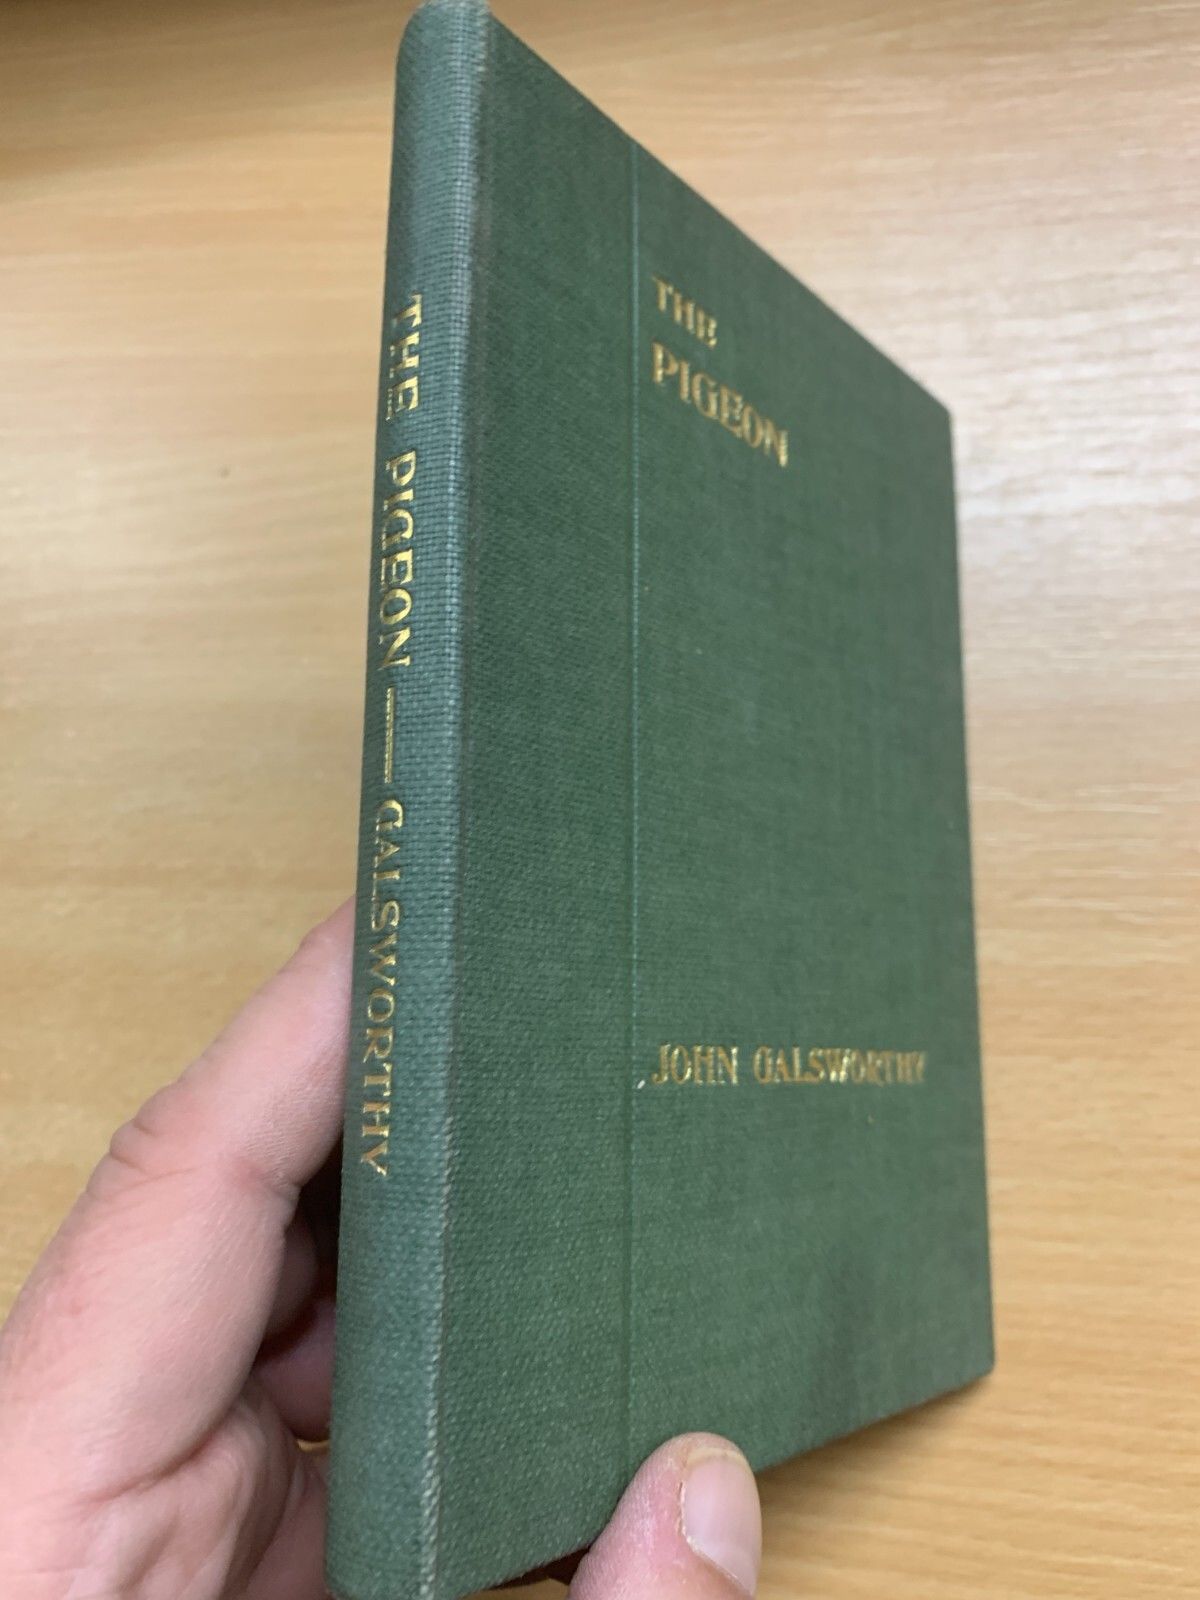 THE PIGEON — GALSWORTHY
THE
PIGEON
JOHN GALSWORTHY